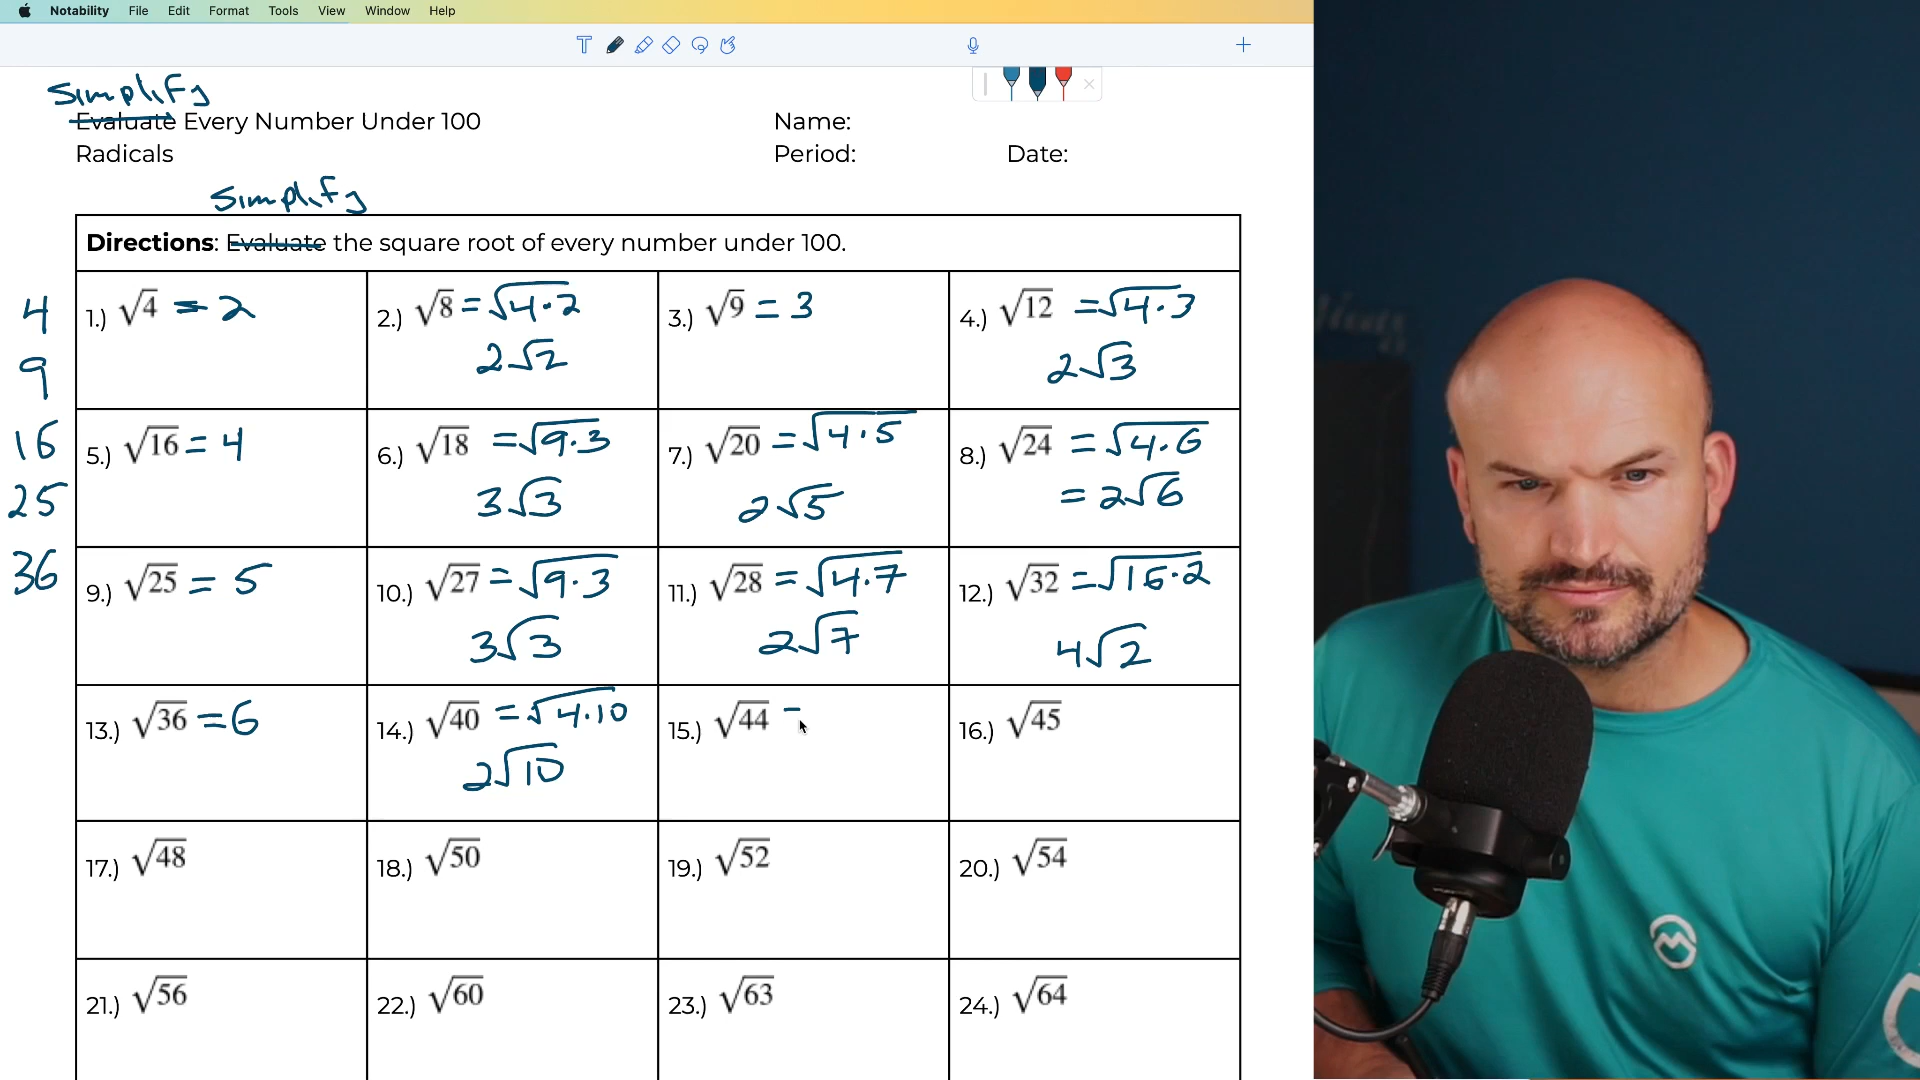 Notability File Edit Format Tools View Window Help
Simplify
Evaluate Every Number Under 100
Name:
Radicals
Period: Date:
Simplify
Directions: Evaluate the square root of every number under 100.
4
1.) √4 = 2
2.) √8 = √4·2
2√2
3.) √9 = 3
4.) √12 = √4·3
2√3
9
16
5.) √16 = 4
6.) √18 = √9·3
3√3
7.) √20 = √4·5
2√5
8.) √24 = √4·6
= 2√6
25
36
9.) √25 = 5
10.) √27 = √9·3
3√3
11.) √28 = √4·7
2√7
12.) √32 = √16·2
4√2
13.) √36 = 6
14.) √40 = √4·10
2√10
15.) √44 -
16.) √45
17.) √48
18.) √50
19.) √52
20.) √54
21.) √56
22.) √60
23.) √63
24.) √64